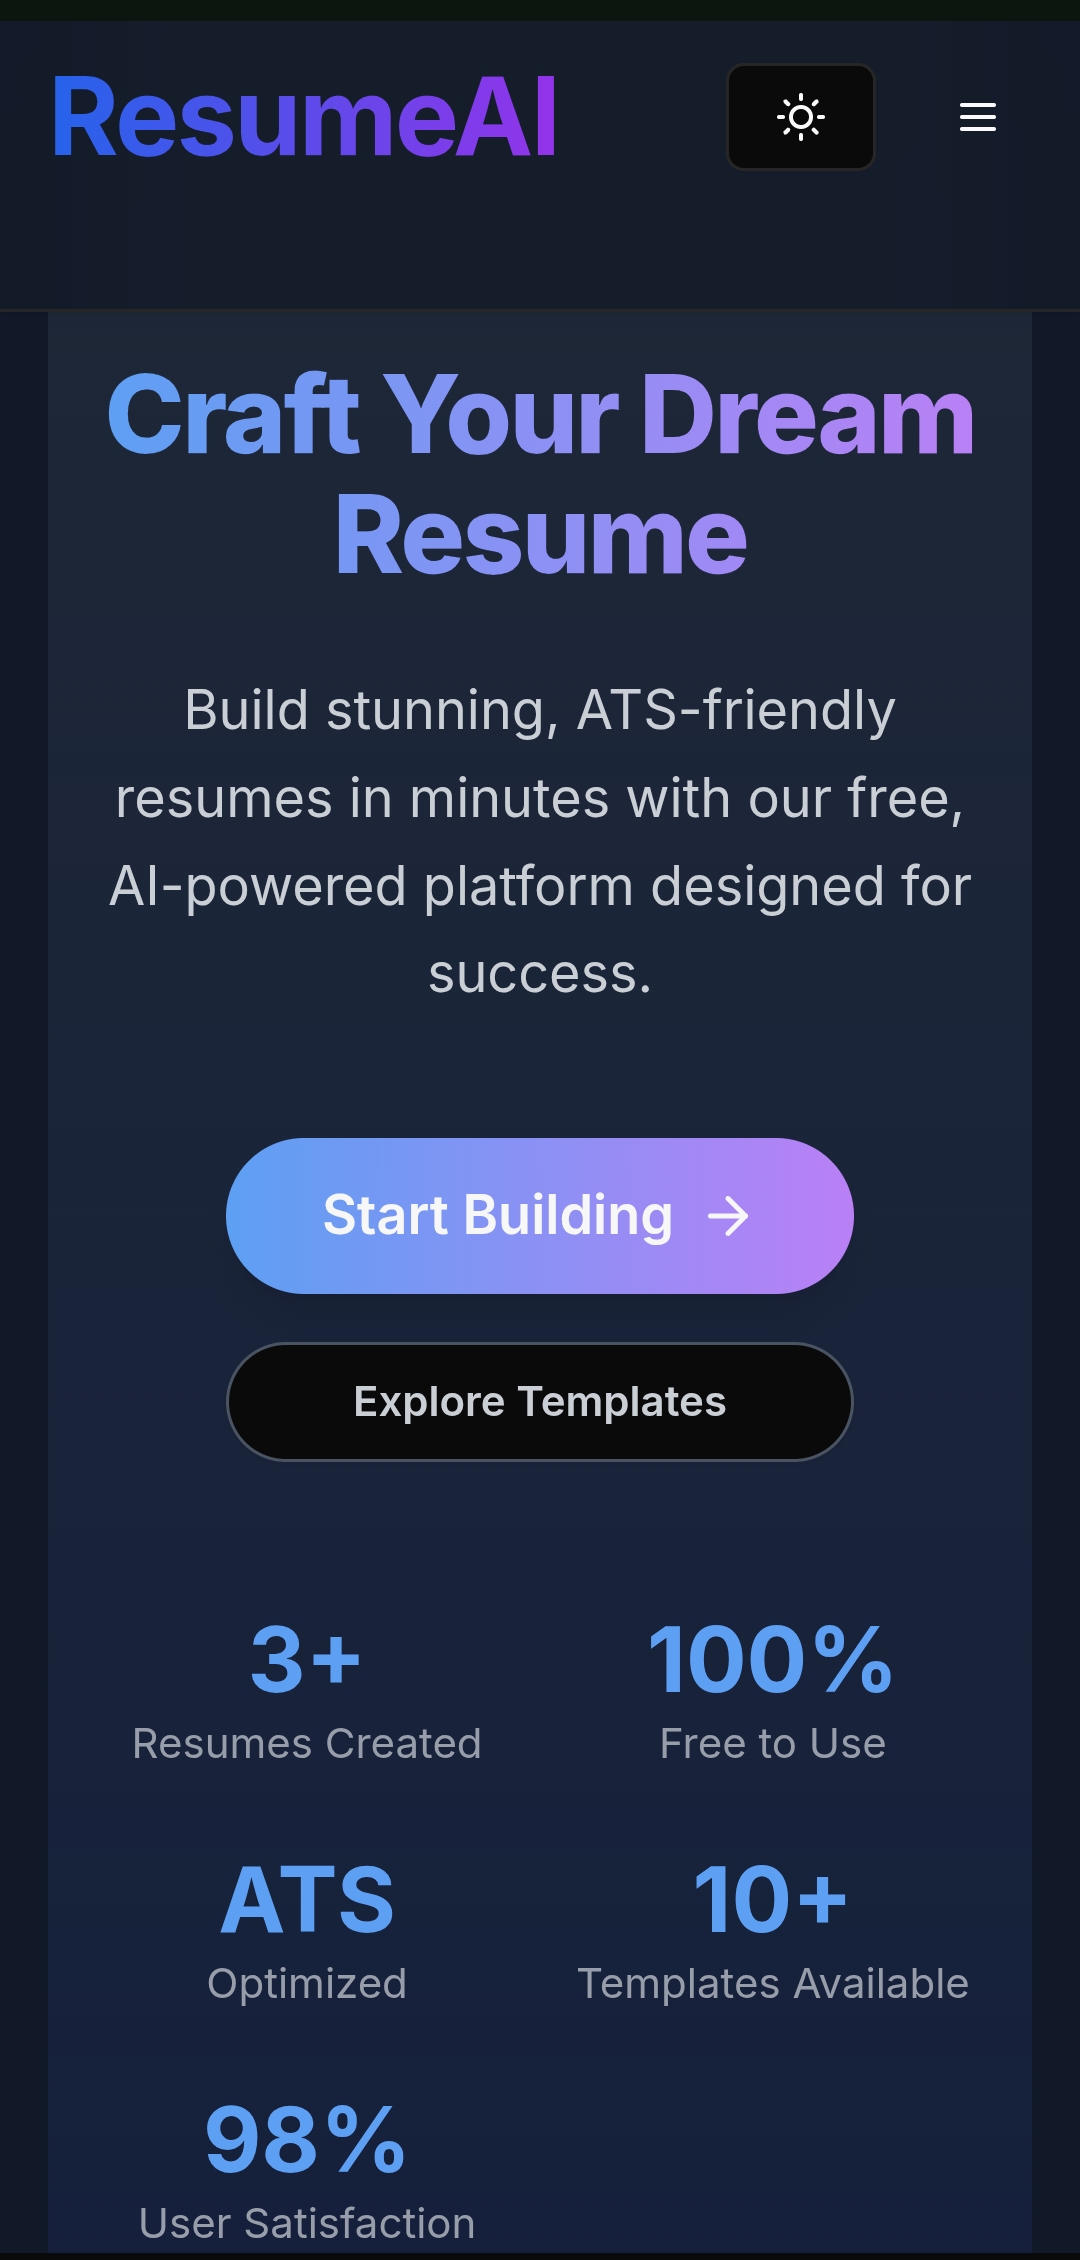 ResumeAI
Craft Your Dream
Resume
Build stunning, ATS-friendly
resumes in minutes with our free,
AI-powered platform designed for
success.
Start Building
Explore Templates
3+
Resumes Created
100%
Free to Use
ATS
Optimized
10+
Templates Available
98%
User Satisfaction